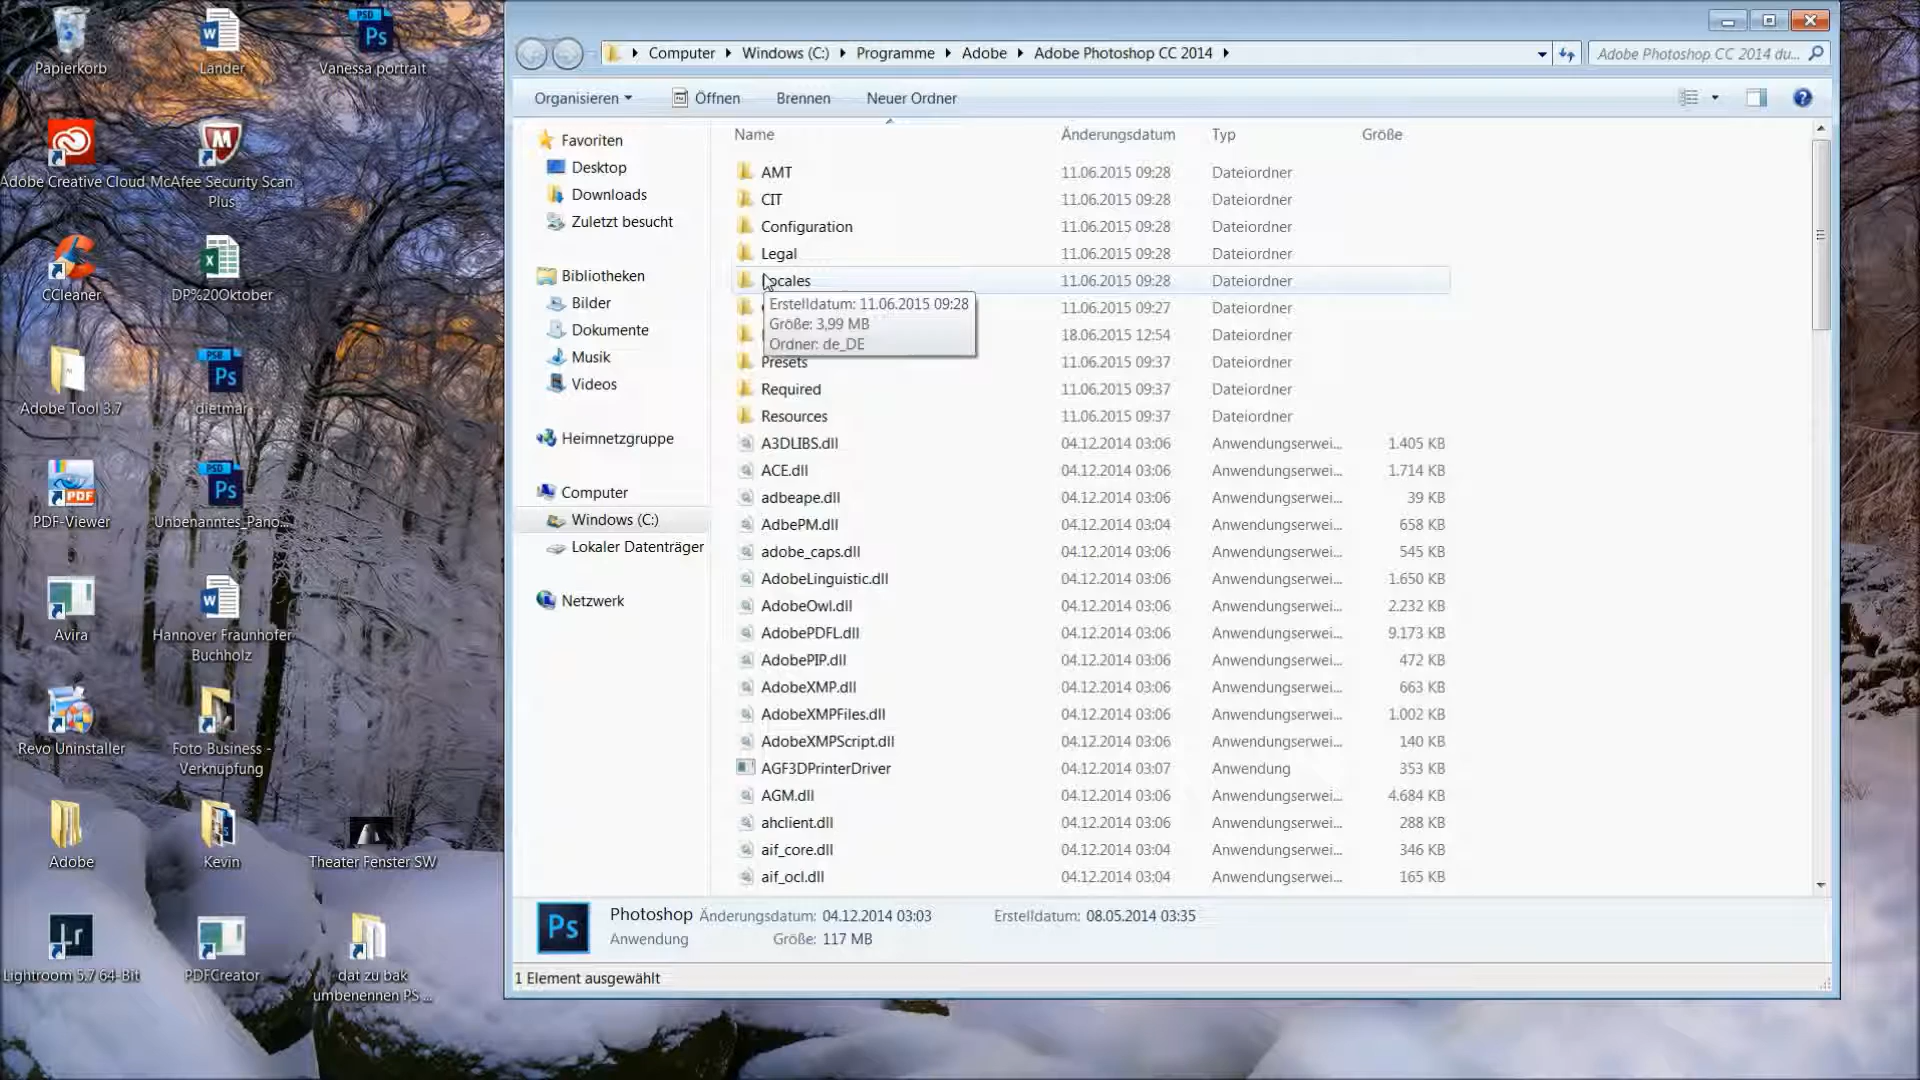 Papierkorb
Lander
Vanessa portrait
Adobe Creative Cloud
McAfee Security Scan
Plus
CCleaner
DP%20Oktober
Adobe Tool 3.7
dietmar
PDF-Viewer
Unbenanntes_Pano...
Avira
Hannover Fraunhofer
Buchholz
Revo Uninstaller
Foto Business -
Verknüpfung
Adobe
Kevin
Theater Fenster SW
Lightroom 5.7 64-Bit
PDFCreator
dat zu bak
umbenennen PS ...
Computer Windows (C:) Programme Adobe Adobe Photoshop CC 2014
Adobe Photoshop CC 2014 du...
Organisieren Öffnen Brennen Neuer Ordner
Favoriten
Desktop
Downloads
Zuletzt besucht
Bibliotheken
Bilder
Dokumente
Musik
Videos
Heimnetzgruppe
Computer
Windows (C:)
Lokaler Datenträger
Netzwerk
Name Änderungsdatum Typ Größe
AMT 11.06.2015 09:28 Dateiordner
CIT 11.06.2015 09:28 Dateiordner
Configuration 11.06.2015 09:28 Dateiordner
Legal 11.06.2015 09:28 Dateiordner
Locales 11.06.2015 09:28 Dateiordner
11.06.2015 09:27 Dateiordner
18.06.2015 12:54 Dateiordner
Erstelldatum: 11.06.2015 09:28
Größe: 3,99 MB
Ordner: de_DE
Presets 11.06.2015 09:37 Dateiordner
Required 11.06.2015 09:37 Dateiordner
Resources 11.06.2015 09:37 Dateiordner
A3DLIBS.dll 04.12.2014 03:06 Anwendungserwei... 1.405 KB
ACE.dll 04.12.2014 03:06 Anwendungserwei... 1.714 KB
adbeape.dll 04.12.2014 03:06 Anwendungserwei... 39 KB
AdbePM.dll 04.12.2014 03:04 Anwendungserwei... 658 KB
adobe_caps.dll 04.12.2014 03:06 Anwendungserwei... 545 KB
AdobeLinguistic.dll 04.12.2014 03:06 Anwendungserwei... 1.650 KB
AdobeOwl.dll 04.12.2014 03:06 Anwendungserwei... 2.232 KB
AdobePDFL.dll 04.12.2014 03:06 Anwendungserwei... 9.173 KB
AdobePIP.dll 04.12.2014 03:06 Anwendungserwei... 472 KB
AdobeXMP.dll 04.12.2014 03:06 Anwendungserwei... 663 KB
AdobeXMPFiles.dll 04.12.2014 03:06 Anwendungserwei... 1.002 KB
AdobeXMPScript.dll 04.12.2014 03:06 Anwendungserwei... 140 KB
AGF3DPrinterDriver 04.12.2014 03:07 Anwendung 353 KB
AGM.dll 04.12.2014 03:06 Anwendungserwei... 4.684 KB
ahclient.dll 04.12.2014 03:06 Anwendungserwei... 288 KB
aif_core.dll 04.12.2014 03:04 Anwendungserwei... 346 KB
aif_ocl.dll 04.12.2014 03:04 Anwendungserwei... 165 KB
Ps
Photoshop Änderungsdatum: 04.12.2014 03:03 Erstelldatum: 08.05.2014 03:35
Anwendung Größe: 117 MB
1 Element ausgewählt